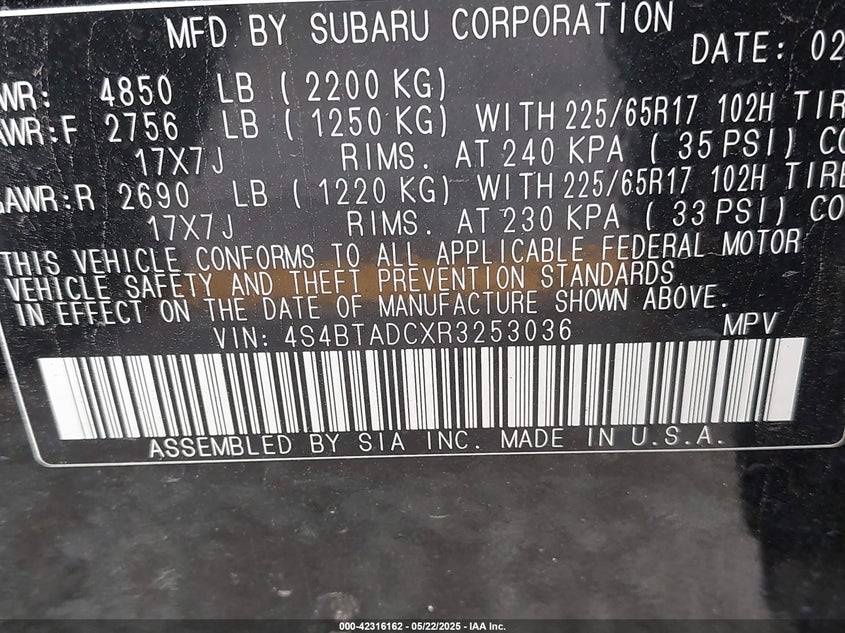 MFD BY SUBARU CORPORATION DATE: 02
WR: 4850 LB ( 2200 KG)
AWR:F 2756 LB ( 1250 KG) WITH 225/65R17 102H TIRE
17X7J RIMS. AT 240 KPA ( 35 PSI) CO
GAWR:R 2690 LB ( 1220 KG) WITH 225/65R17 102H TIRE
17X7J RIMS. AT 230 KPA ( 33 PSI) CO
THIS VEHICLE CONFORMS TO ALL APPLICABLE FEDERAL MOTOR
VEHICLE SAFETY AND THEFT PREVENTION STANDARDS
IN EFFECT ON THE DATE OF MANUFACTURE SHOWN ABOVE.
VIN: 4S4BTADCXR3253036 MPV
ASSEMBLED BY SIA INC. MADE IN U.S.A.
000-42316162 - 05/22/2025 - IAA Inc.